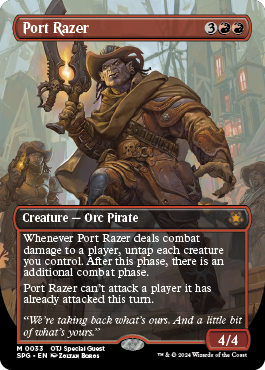 Port Razer 3
Creature — Orc Pirate
Whenever Port Razer deals combat
damage to a player, untap each creature
you control. After this phase, there is an
additional combat phase.
Port Razer can't attack a player it
has already attacked this turn.
“We're taking back what's ours. And a little bit
of what's yours.”
4/4
M 0033 OTJ Special Guest
SPG • EN Zoltan Boros
™ & © 2024 Wizards of the Coast